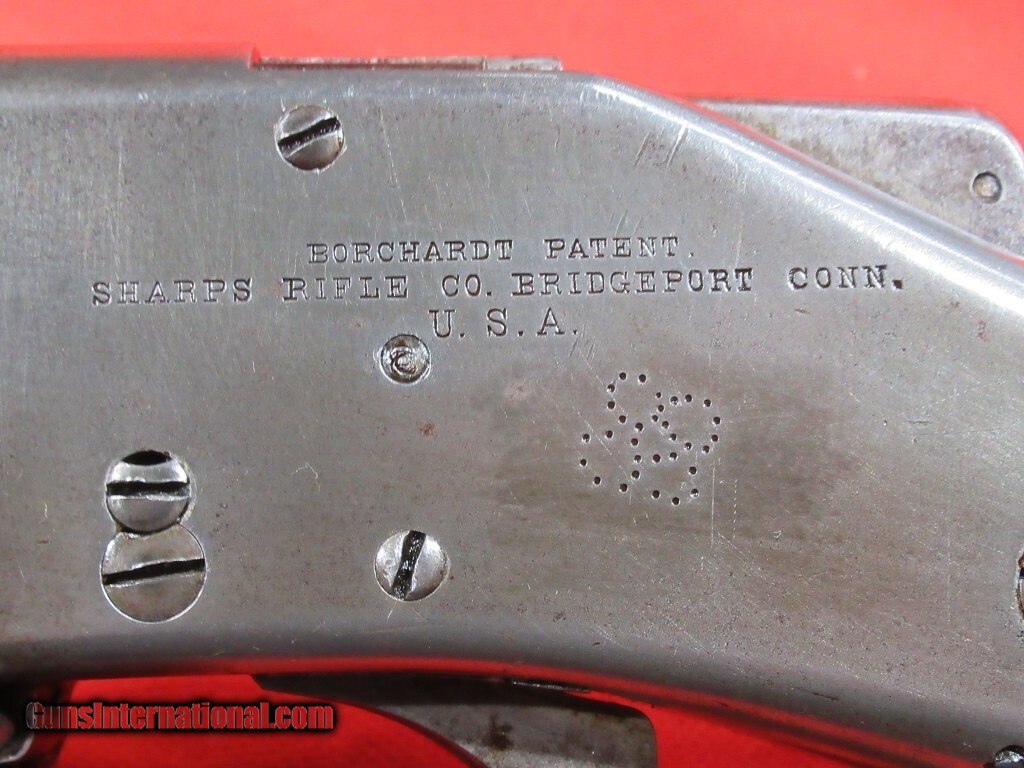 BORCHARDT PATENT.
SHARPS RIFLE CO. BRIDGEPORT CONN.
U.S.A.
GunsInternational.com